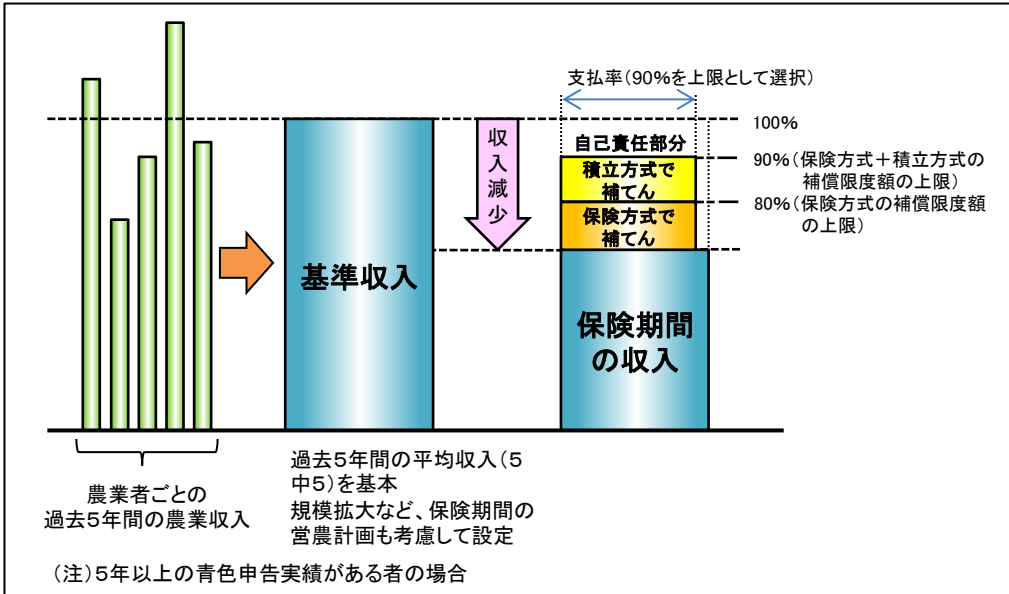 支払率(90%を上限として選択)
100%
自己責任部分
90%(保険方式+積立方式の
補償限度額の上限)
80%(保険方式の補償限度額
の上限)
収入減少
積立方式で
補てん
保険方式で
補てん
基準収入
保険期間
の収入
農業者ごとの
過去5年間の農業収入
過去5年間の平均収入(5
中5)を基本
規模拡大など、保険期間の
営農計画も考慮して設定
(注)5年以上の青色申告実績がある者の場合